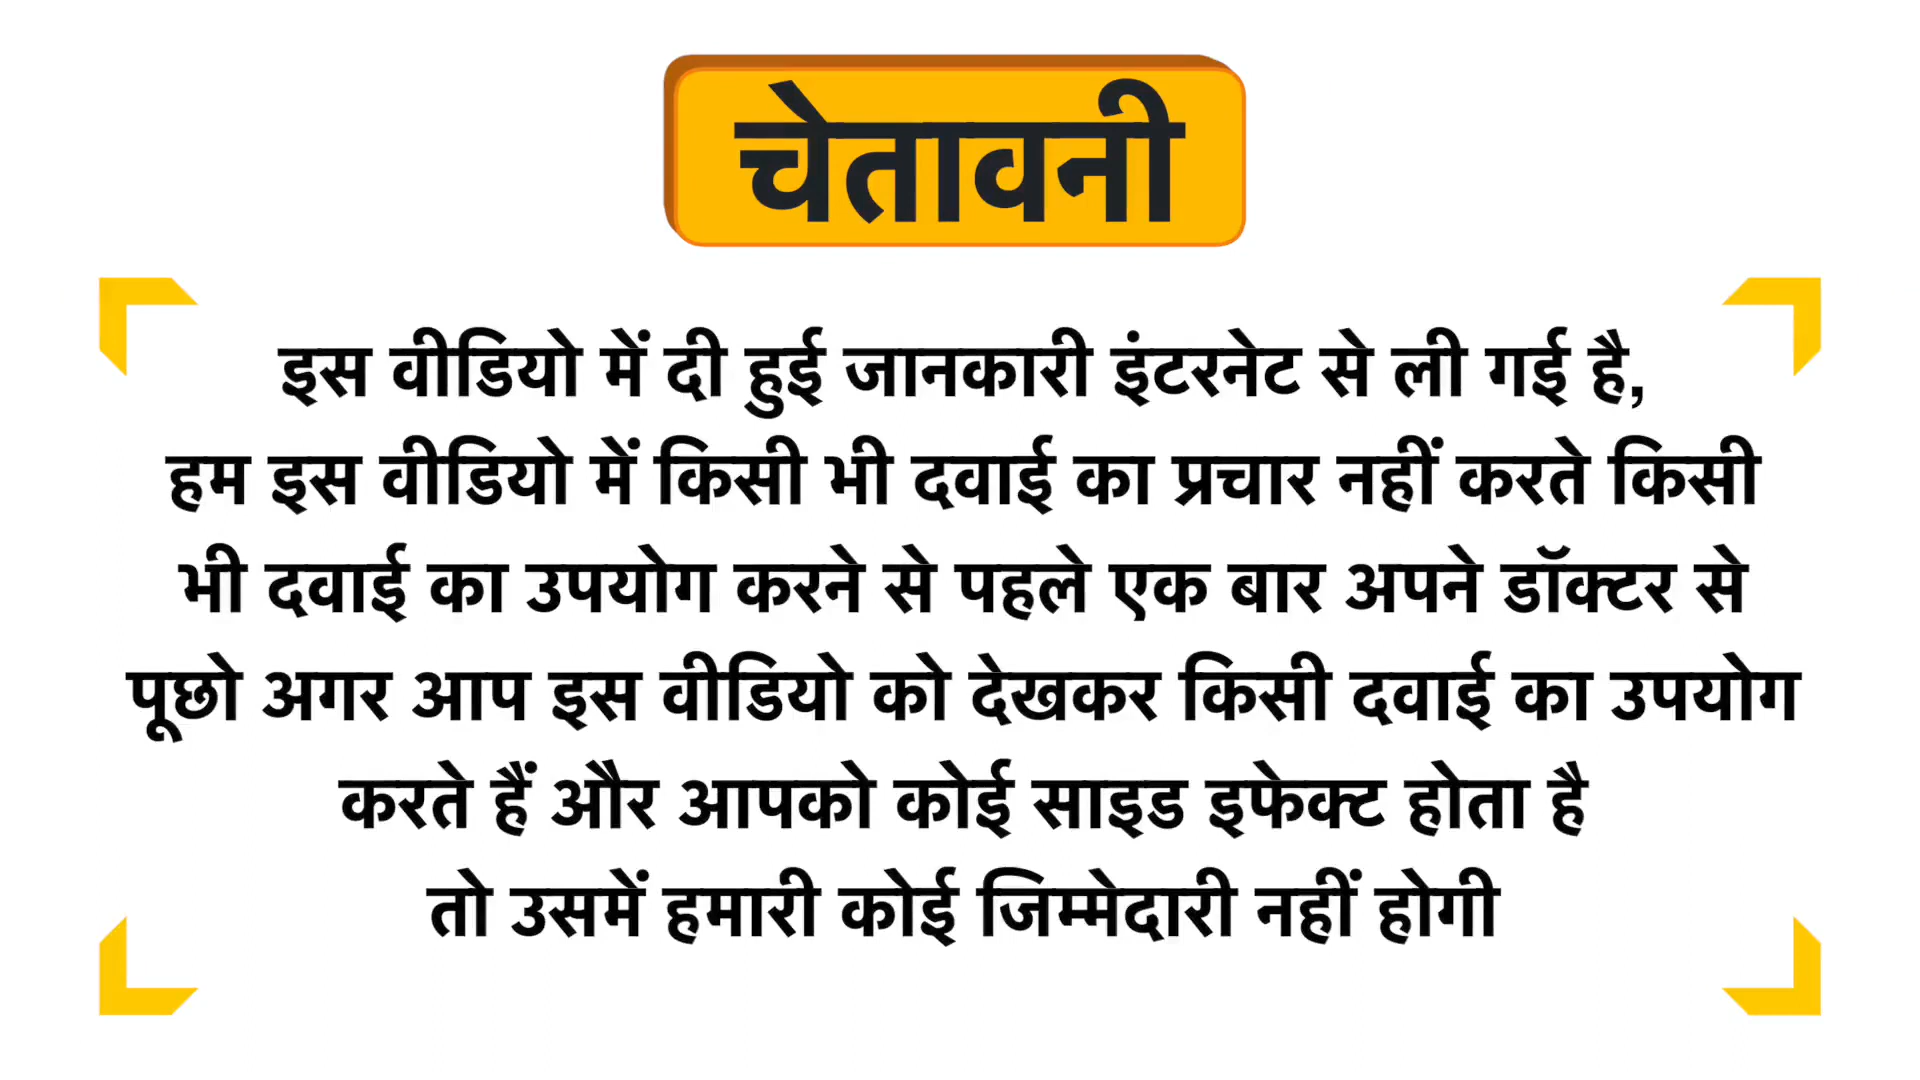 चेतावनी
इस वीडियो में दी हुई जानकारी इंटरनेट से ली गई है,
हम इस वीडियो में किसी भी दवाई का प्रचार नहीं करते किसी
भी दवाई का उपयोग करने से पहले एक बार अपने डॉक्टर से
पूछो अगर आप इस वीडियो को देखकर किसी दवाई का उपयोग
करते हैं और आपको कोई साइड इफेक्ट होता है
तो उसमें हमारी कोई जिम्मेदारी नहीं होगी